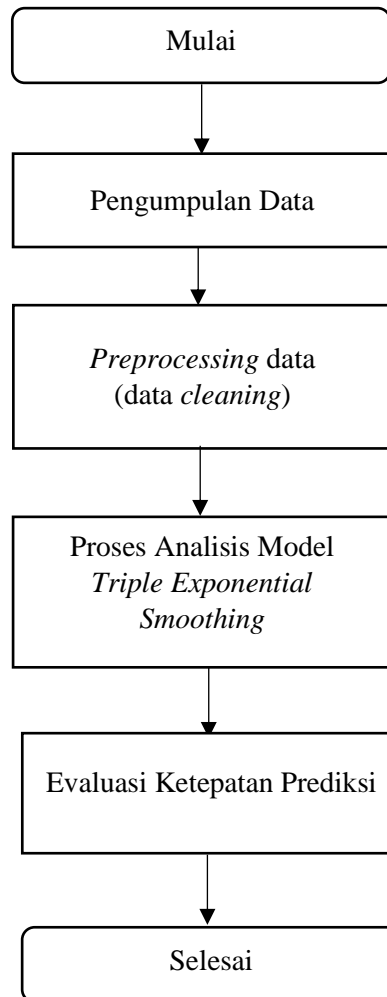 Mulai
Pengumpulan Data
Preprocessing data
(data cleaning)
Proses Analisis Model
Triple Exponential
Smoothing
Evaluasi Ketepatan Prediksi
Selesai